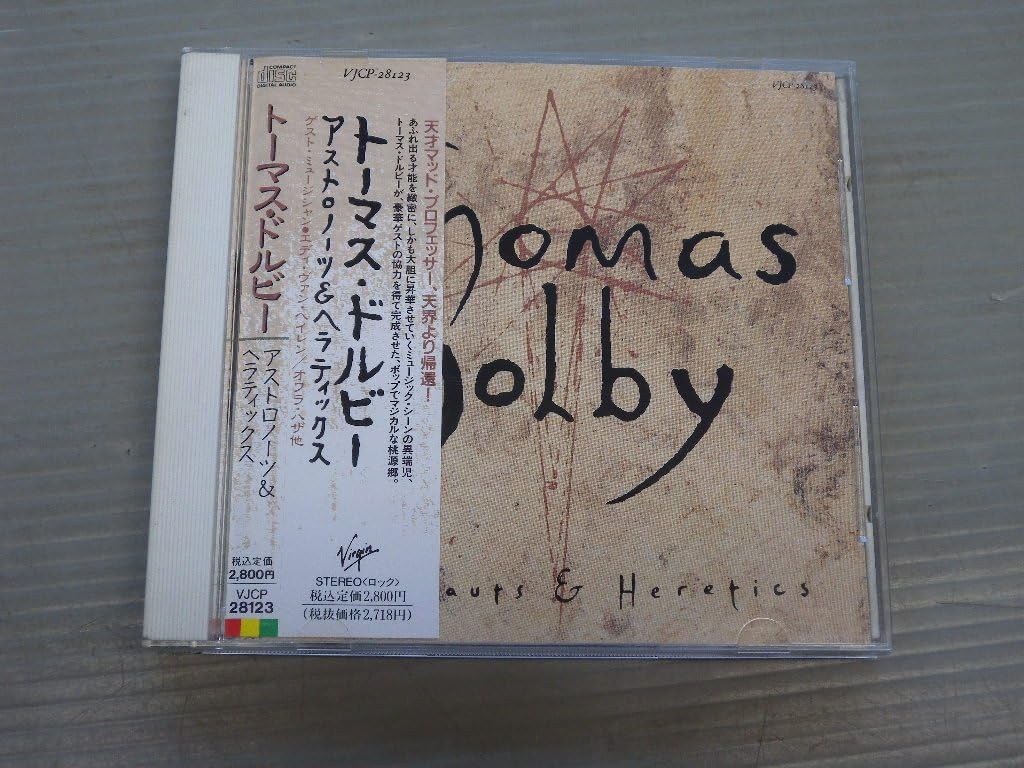 COMPACT
disc
DIGITAL AUDIO
トーマス・ドルビー
アストロノーツ&
ヘラティックス
税込定価
2,800円
VJCP
28123
VJCP-28123
天才マッド・プロフェッサー、天界より帰還!
あふれ出る才能を緻密に、しかも大胆に昇華させていくミュージック・シーンの異端児、
トーマス・ドルビーが、豪華ゲストの協力を得て完成させた、ポップでマジカルな桃源郷。
トーマス・ドルビー
アストロノーツ&ヘラティックス
ゲスト・ミュージシャン●エディ・ヴァン・ヘイレン/オフラ・ハザ他
Virgin
STEREO〈ロック〉
税込定価2,800円
(税抜価格2,718円)
VJCP-28123
homas
olby
auts & Heretics